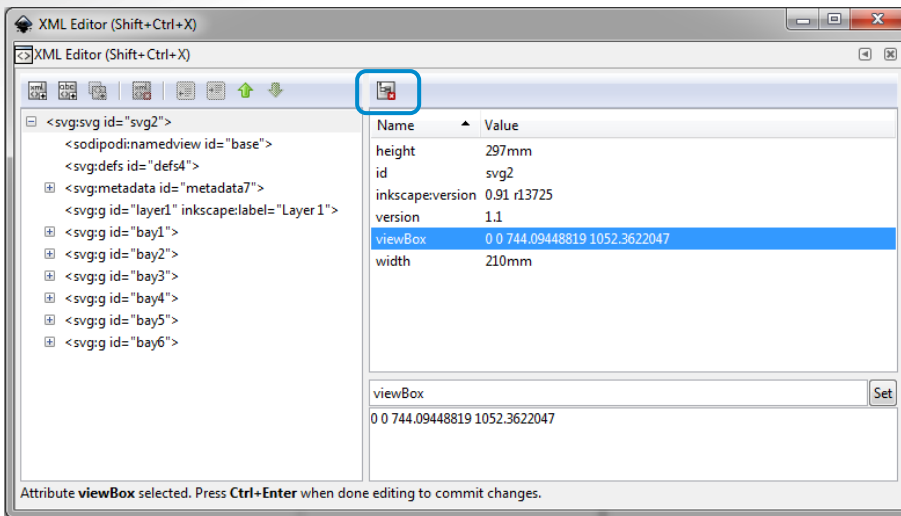 XML Editor (Shift+Ctrl+X)
XML Editor (Shift+Ctrl+X)
<svg:svg id="svg2">
<sodipodi:namedview id="base">
<svg:defs id="defs4">
<svg:metadata id="metadata7">
<svg:g id="layer1" inkscape:label="Layer 1">
<svg:g id="bay1">
<svg:g id="bay2">
<svg:g id="bay3">
<svg:g id="bay4">
<svg:g id="bay5">
<svg:g id="bay6">
Name Value
height 297mm
id svg2
inkscape:version 0.91 r13725
version 1.1
viewBox 0 0 744.09448819 1052.3622047
width 210mm
viewBox Set
0 0 744.09448819 1052.3622047
Attribute viewBox selected. Press Ctrl+Enter when done editing to commit changes.